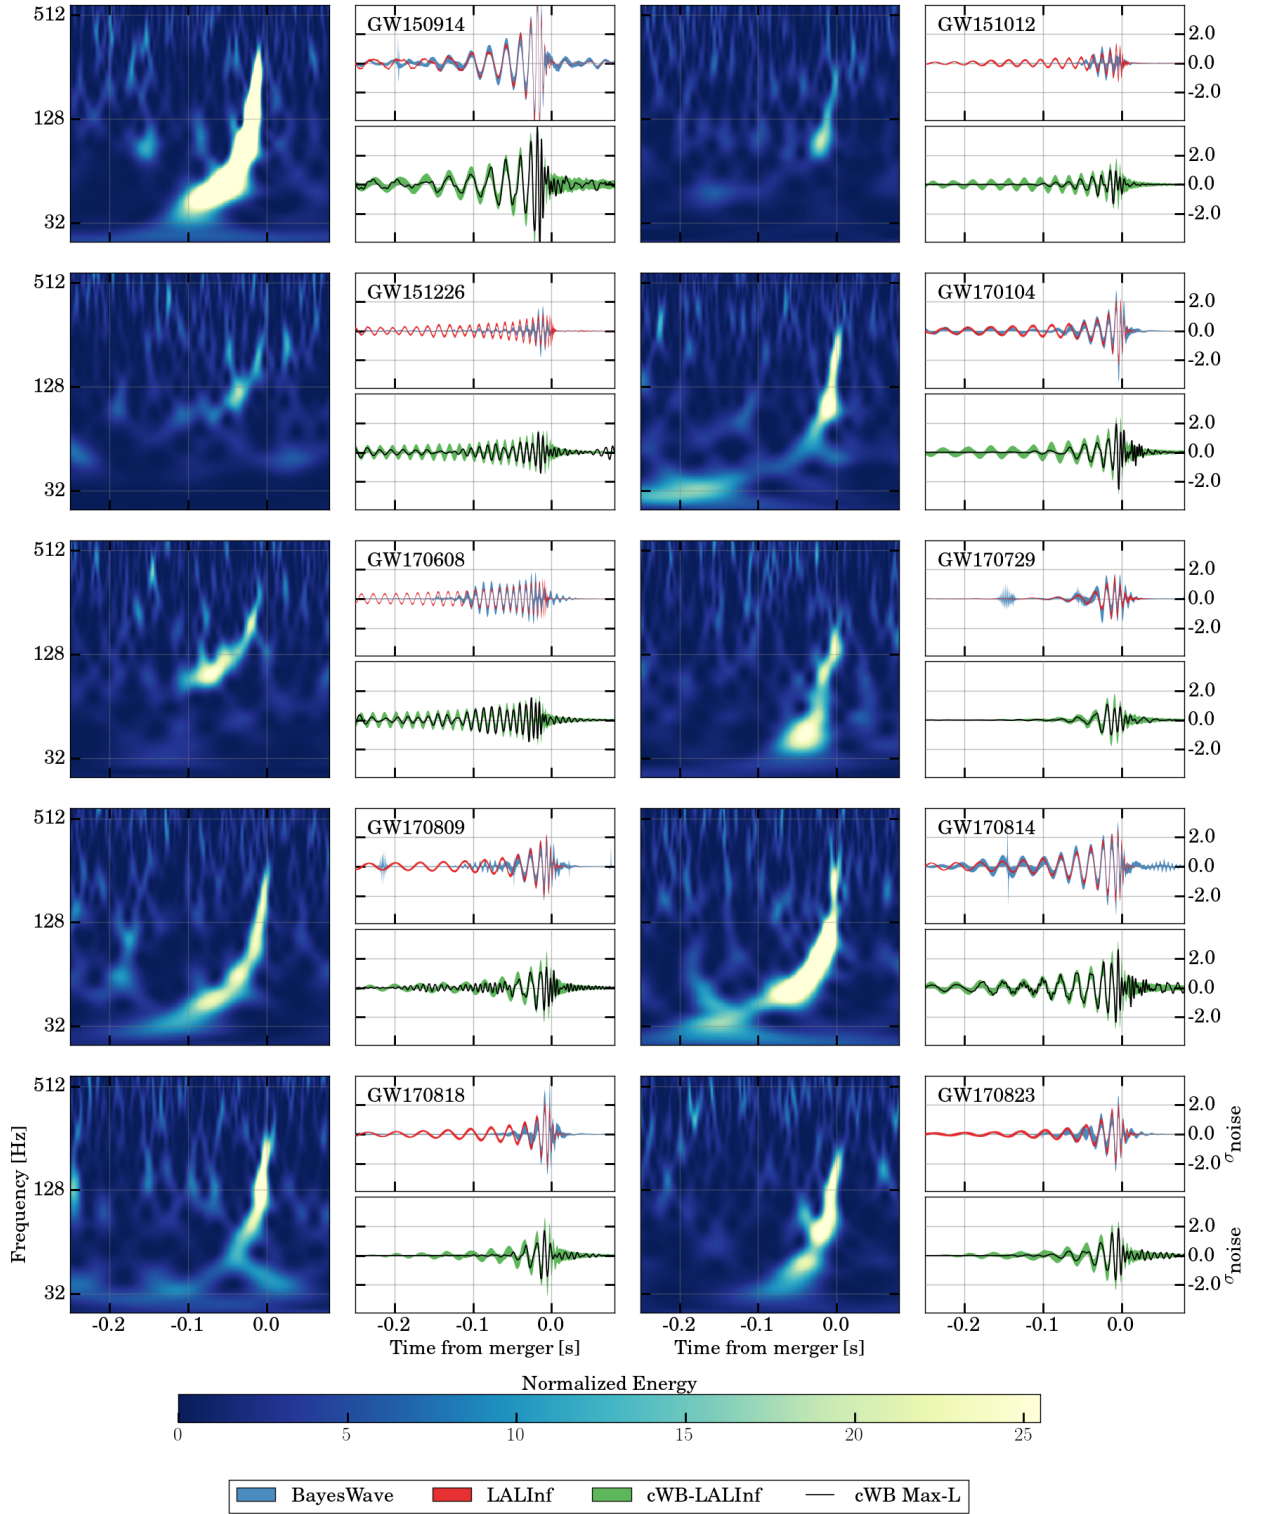 512
128
32
GW150914
GW151012
2.0
0.0
-2.0
2.0
0.0
-2.0
512
128
32
GW151226
GW170104
2.0
0.0
-2.0
2.0
0.0
-2.0
512
128
32
GW170608
GW170729
2.0
0.0
-2.0
2.0
0.0
-2.0
512
128
32
GW170809
GW170814
2.0
0.0
-2.0
2.0
0.0
-2.0
Frequency [Hz]
512
128
32
GW170818
GW170823
2.0
0.0
-2.0
σnoise
2.0
0.0
-2.0
σnoise
-0.2 -0.1 0.0 -0.2 -0.1 0.0 -0.2 -0.1 0.0 -0.2 -0.1 0.0
Time from merger [s] Time from merger [s]
Normalized Energy
0 5 10 15 20 25
BayesWave LALInf cWB-LALInf cWB Max-L